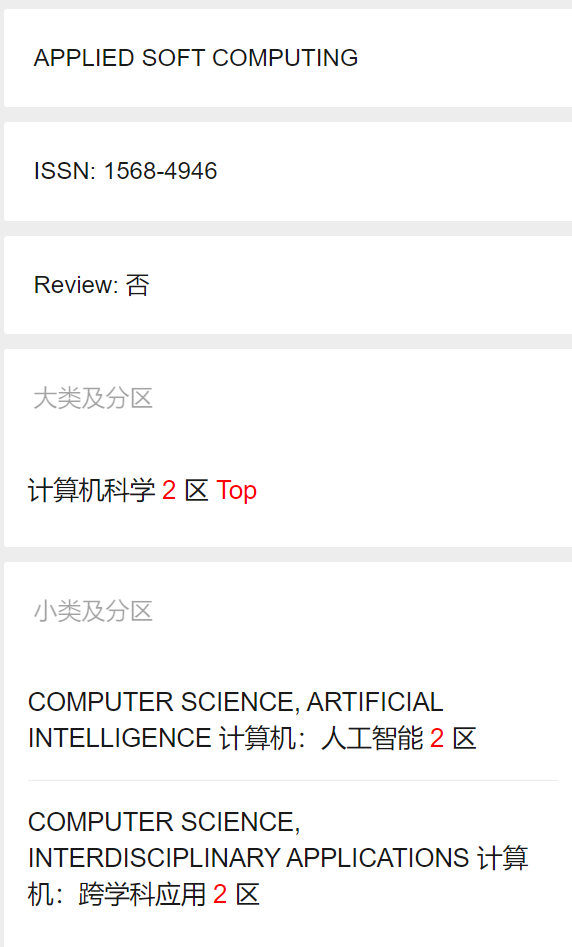 APPLIED SOFT COMPUTING
ISSN: 1568-4946
Review: 否
大类及分区
计算机科学 2 区 Top
小类及分区
COMPUTER SCIENCE, ARTIFICIAL
INTELLIGENCE 计算机：人工智能 2 区
COMPUTER SCIENCE,
INTERDISCIPLINARY APPLICATIONS 计算
机：跨学科应用 2 区